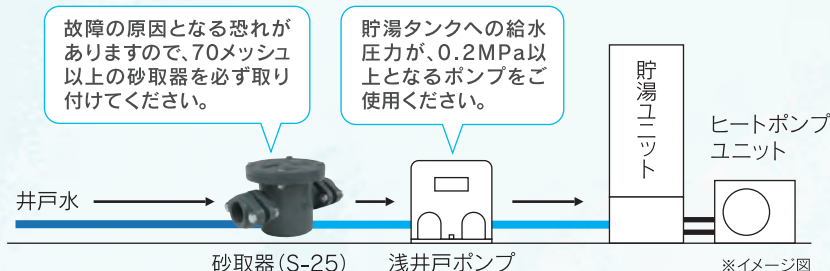 故障の原因となる恐れが
ありますので、70メッシュ
以上の砂取器を必ず取り
付けてください。
貯湯タンクへの給水
圧力が、0.2MPa以
上となるポンプをご
使用ください。
貯湯ユニット
ヒートポンプ
ユニット
井戸水
砂取器(S-25)
浅井戸ポンプ
※イメージ図